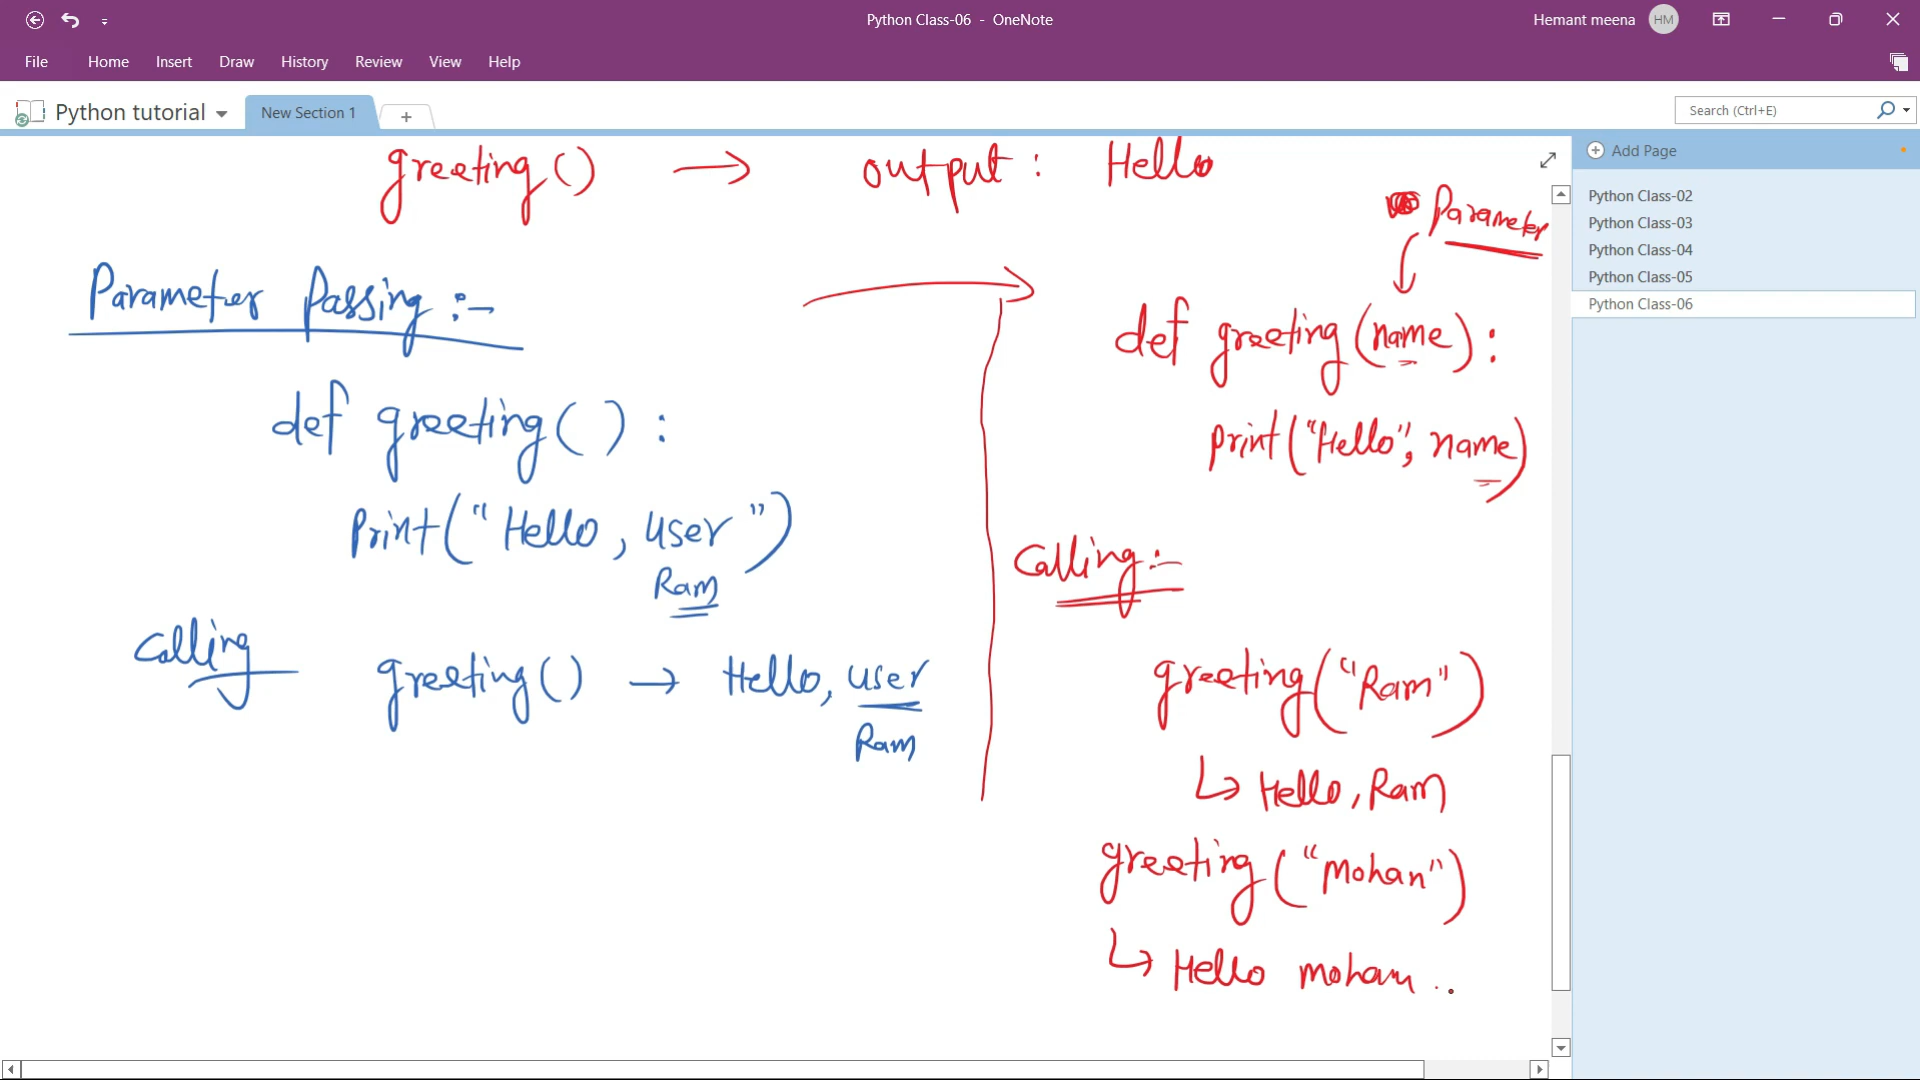 Python Class-06 - OneNote
Hemant meena HM
File Home Insert Draw History Review View Help
Python tutorial New Section 1 +
Search (Ctrl+E)
Add Page
Python Class-02
Python Class-03
Python Class-04
Python Class-05
Python Class-06
greeting() → output : Hello
Parameter Passing :-
def greeting( ) :
Print("Hello, user")
Ram
Calling greeting() → Hello, user
Ram
Parameter
def greeting(name) :
print("Hello", name)
Calling :-
greeting("Ram")
↳ Hello, Ram
greeting("Mohan")
↳ Hello mohan ..